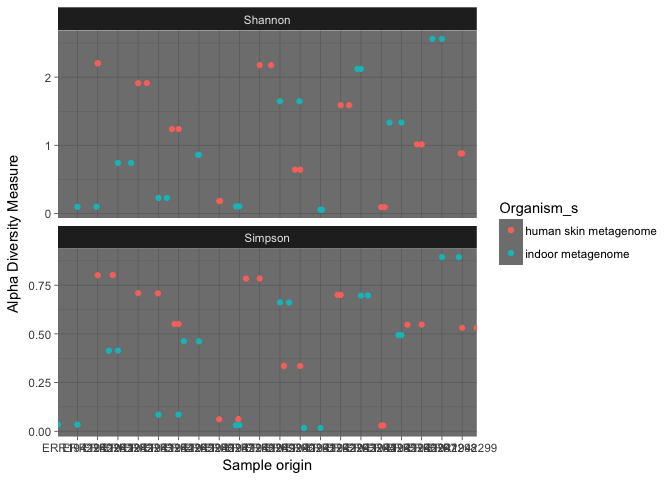 Shannon
2
1
0
Alpha Diversity Measure
Simpson
0.75
0.50
0.25
0.00
Sample origin
Organism_s
human skin metagenome
indoor metagenome